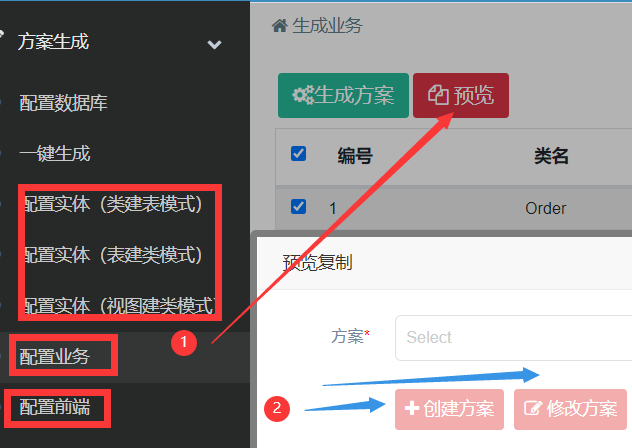 方案生成
配置数据库
一键生成
配置实体（类建表模式）
配置实体（表建类模式）
配置实体（视图建类模式）
配置业务
配置前端
1
生成业务
生成方案
预览
编号 类名
1 Order
预览复制
方案* Select
2
创建方案 修改方案